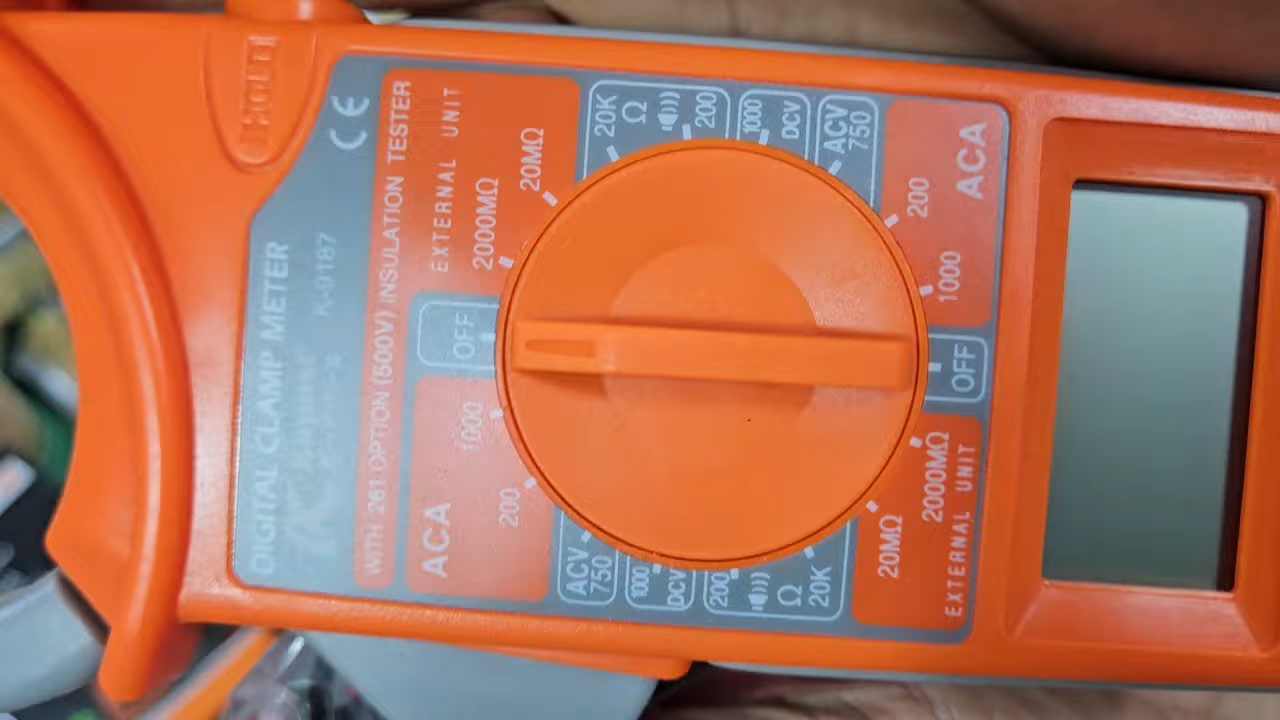 HOLD
CE
DIGITAL CLAMP METER
K-9187
WITH 261 OPTION (500V) INSULATION TESTER
EXTERNAL UNIT
2000MΩ
20MΩ
20K
Ω
200
1000
DCV
ACV
750
200
ACA
1000
OFF
2000MΩ
20MΩ
EXTERNAL UNIT
20K
Ω
200
DCV
1000
ACV
750
200
ACA
1000
OFF